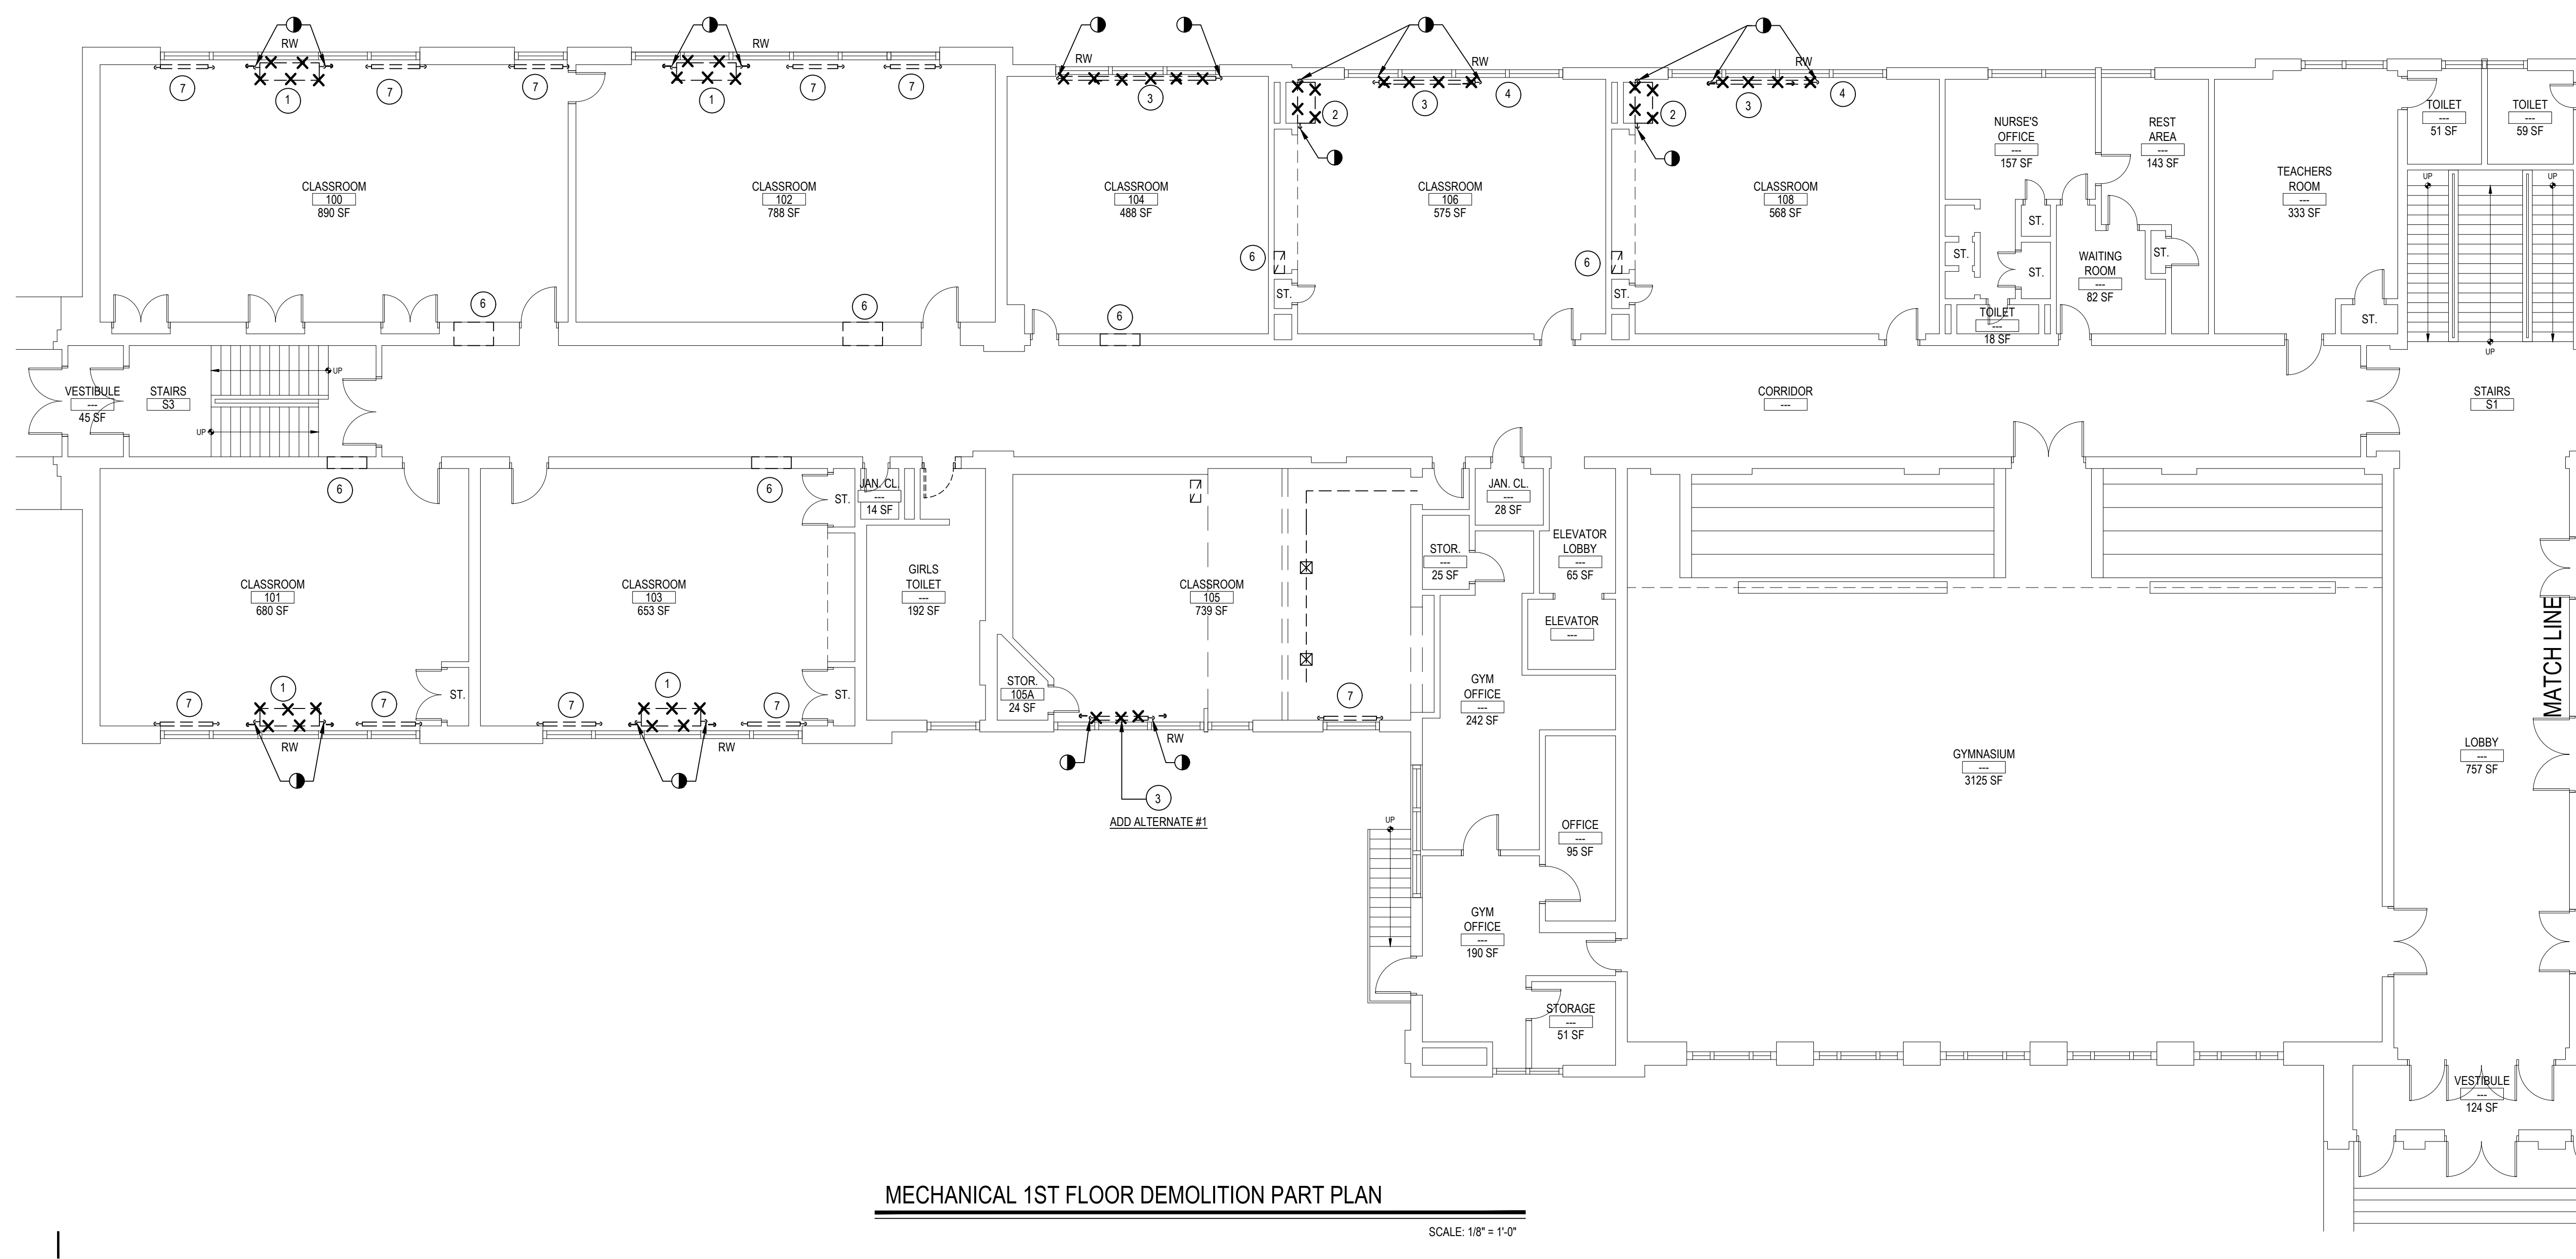 RW
RW
RW
RW
RW
7
1
7
7
1
7
7
3
2
3
4
2
3
4
CLASSROOM
100
890 SF
CLASSROOM
102
788 SF
CLASSROOM
104
488 SF
CLASSROOM
106
575 SF
CLASSROOM
108
568 SF
NURSE'S
OFFICE
---
157 SF
REST
AREA
---
143 SF
TEACHERS
ROOM
---
333 SF
TOILET
---
51 SF
TOILET
---
59 SF
UP
UP
UP
ST.
ST.
ST.
ST.
WAITING
ROOM
---
82 SF
TOILET
---
18 SF
ST.
ST.
ST.
6
6
6
6
6
VESTIBULE
---
45 SF
STAIRS
S3
UP
UP
CORRIDOR
---
STAIRS
S1
6
6
CLASSROOM
101
680 SF
CLASSROOM
103
653 SF
ST.
ST.
ST.
JAN. CL.
---
14 SF
GIRLS
TOILET
---
192 SF
CLASSROOM
105
739 SF
STOR.
105A
24 SF
JAN. CL.
---
28 SF
STOR.
---
25 SF
ELEVATOR
LOBBY
---
65 SF
ELEVATOR
---
GYM
OFFICE
---
242 SF
7
1
7
7
1
7
7
RW
RW
RW
3
ADD ALTERNATE #1
UP
OFFICE
---
95 SF
GYM
OFFICE
---
190 SF
STORAGE
---
51 SF
GYMNASIUM
---
3125 SF
LOBBY
---
757 SF
MATCH LINE
VESTIBULE
---
124 SF
MECHANICAL 1ST FLOOR DEMOLITION PART PLAN
SCALE: 1/8" = 1'-0"